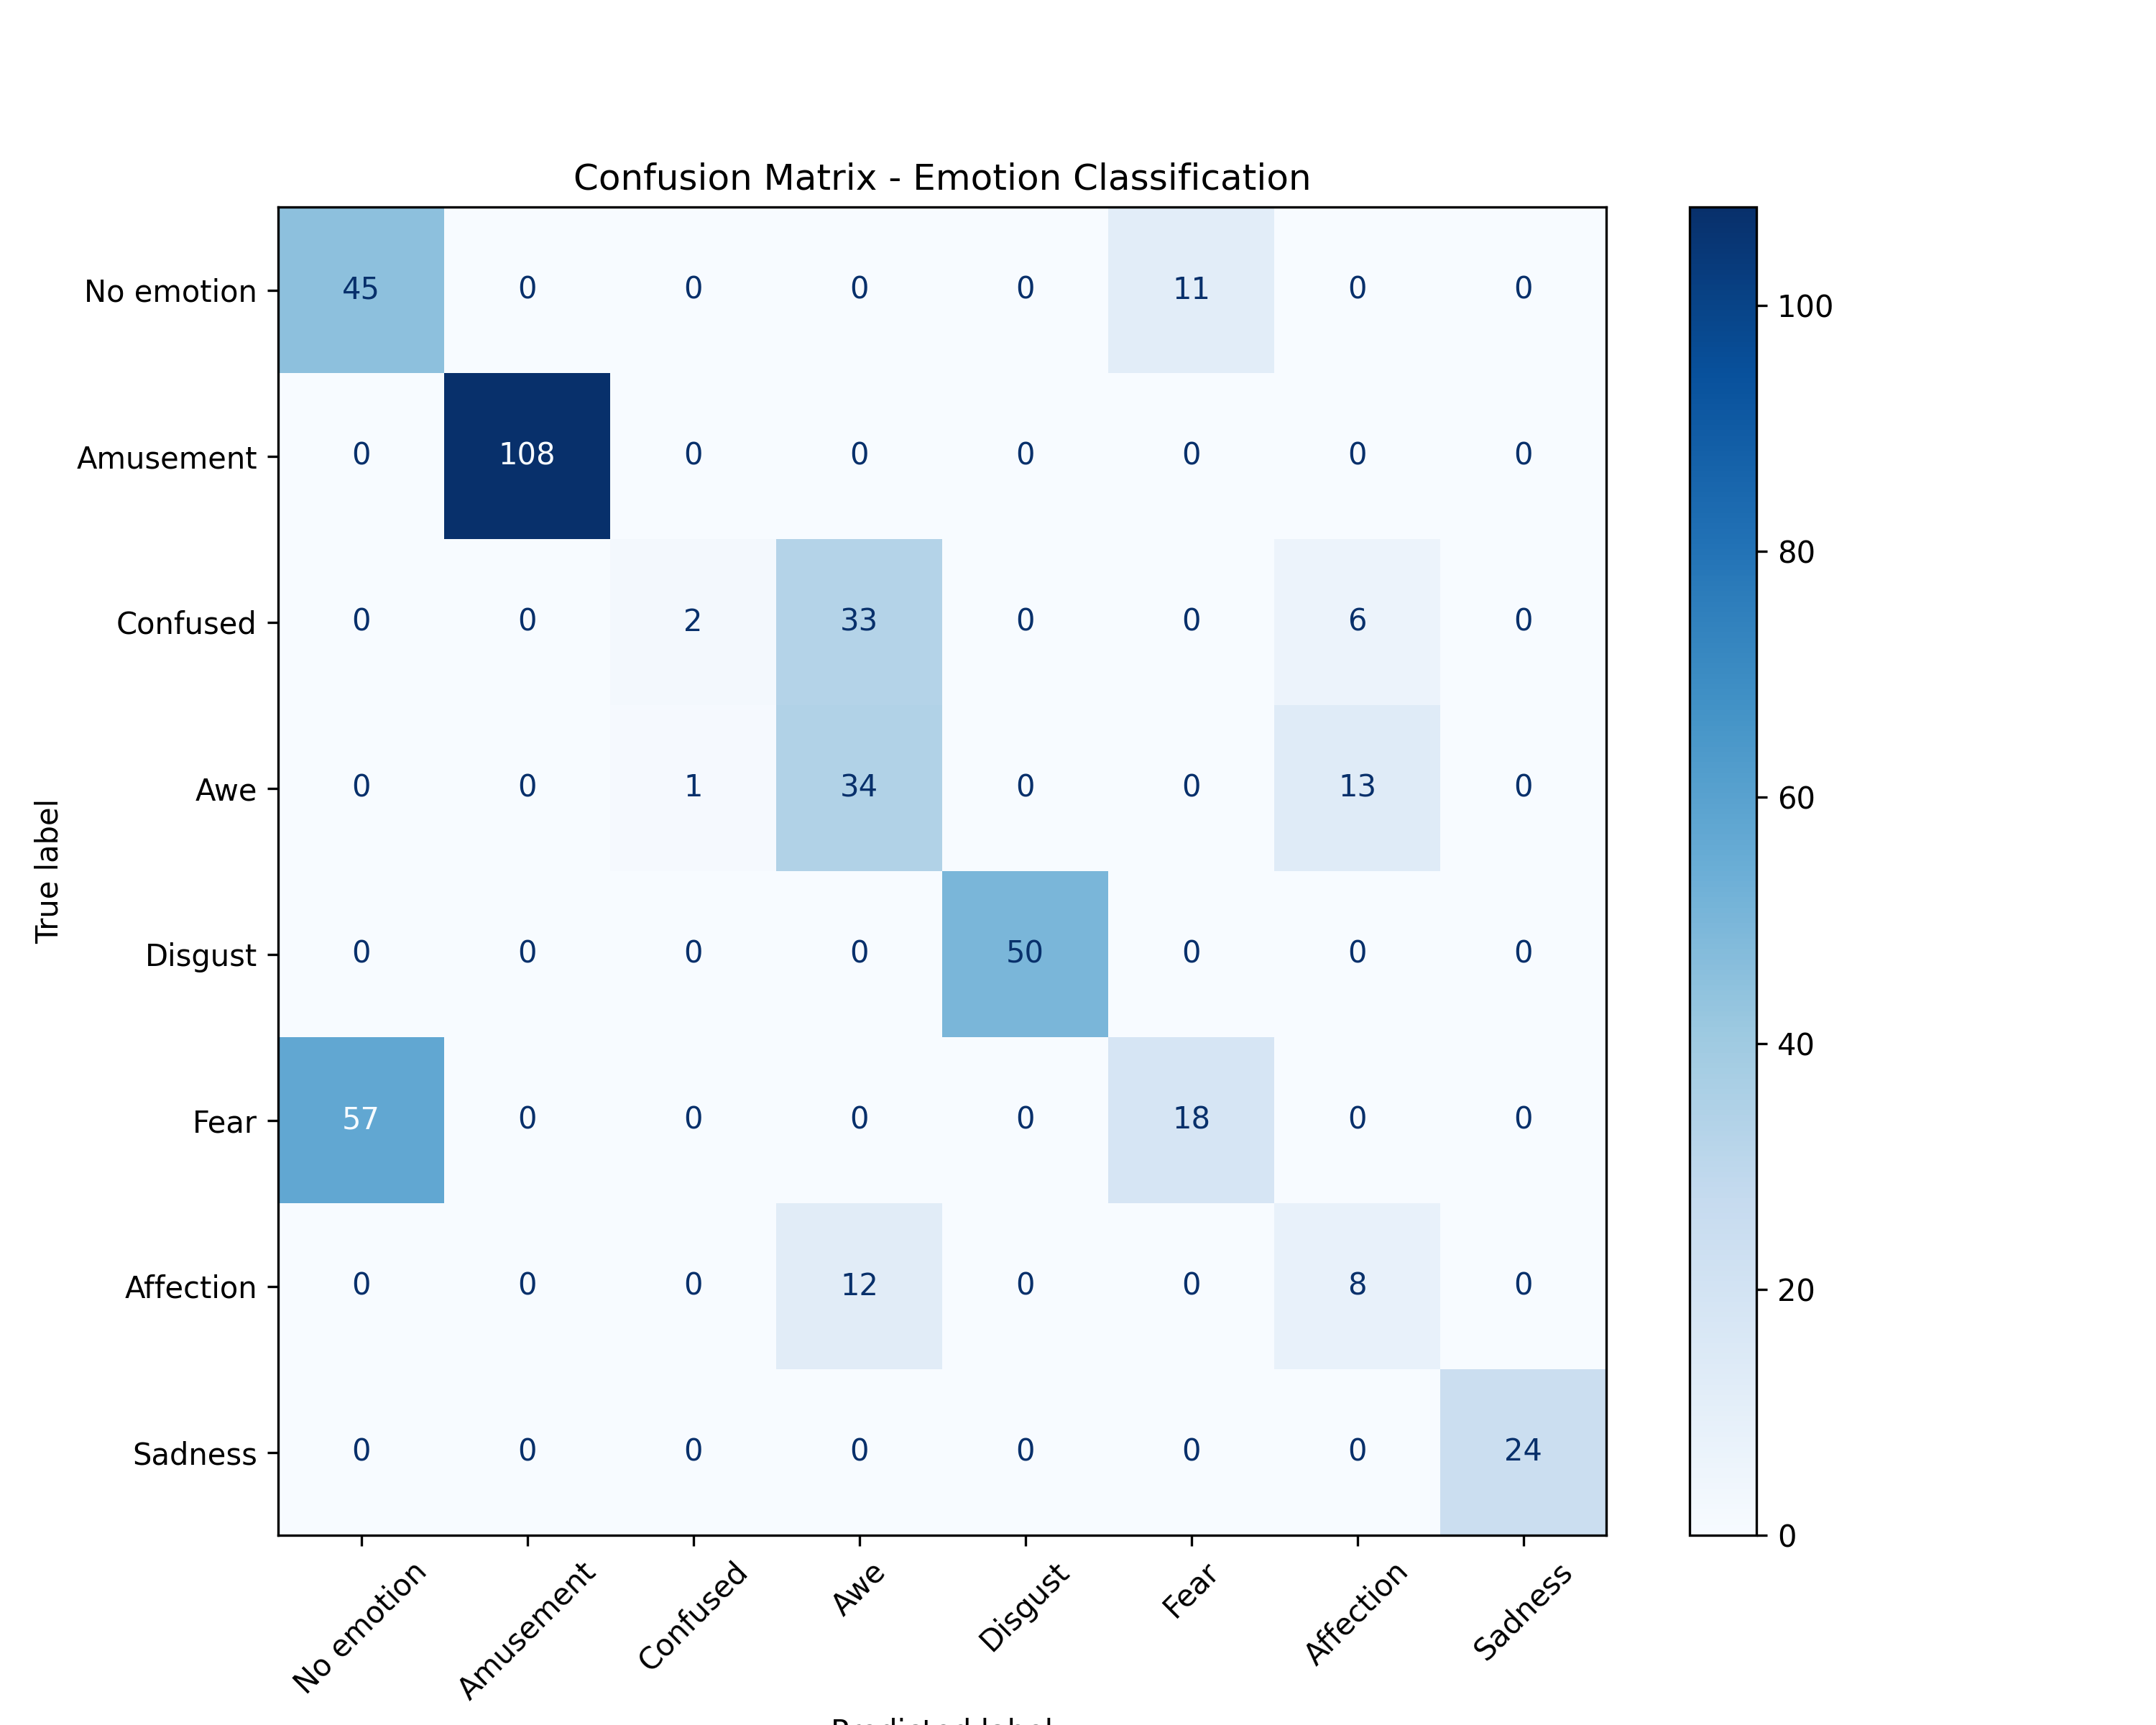 Confusion Matrix - Emotion Classification
No emotion 45 0 0 0 0 11 0 0
Amusement 0 108 0 0 0 0 0 0
Confused 0 0 2 33 0 0 6 0
Awe 0 0 1 34 0 0 13 0
Disgust 0 0 0 0 50 0 0 0
Fear 57 0 0 0 0 18 0 0
Affection 0 0 0 12 0 0 8 0
Sadness 0 0 0 0 0 0 0 24
True label
No emotion Amusement Confused Awe Disgust Fear Affection Sadness
Predicted label
100
80
60
40
20
0